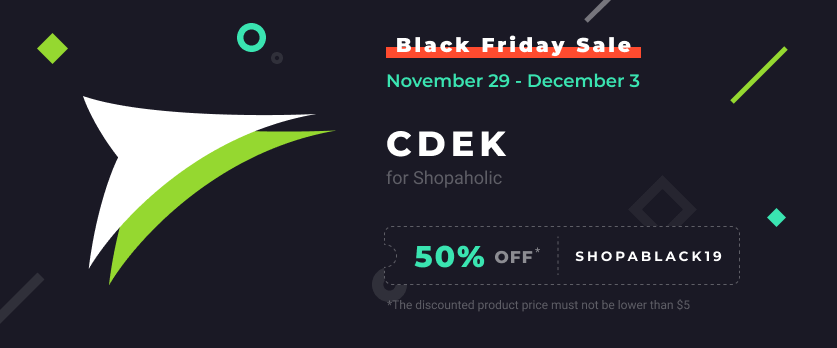 Black Friday Sale
November 29 - December 3
CDEK
for Shopaholic
50% OFF* SHOPABLACK19
*The discounted product price must not be lower than $5